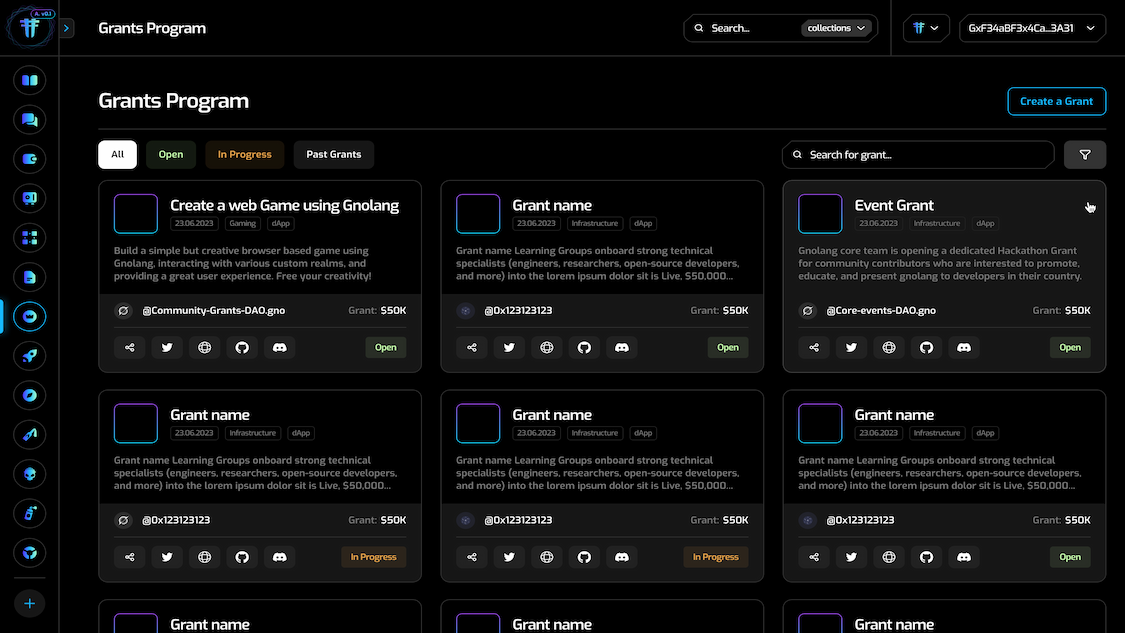 A. v0.1
Grants Program
Search...
collections
GxF34aBF3x4Ca...3A31
Grants Program
Create a Grant
All
Open
In Progress
Past Grants
Search for grant...
Create a web Game using Gnolang
23.06.2023
Gaming
dApp
Build a simple but creative browser based game using
Gnolang, interacting with various custom realms, and
providing a great user experience. Free your creativity!
@Community-Grants-DAO.gno
Grant: $50K
Open
Grant name
23.06.2023
Infrastructure
dApp
Grant name Learning Groups onboard strong technical
specialists (engineers, researchers, open-source developers,
and more) into the lorem ipsum dolor sit is Live, $50,000...
@0x123123123
Grant: $50K
Open
Event Grant
23.06.2023
Infrastructure
dApp
Gnolang core team is opening a dedicated Hackathon Grant
for community contributors who are interested to promote,
educate, and present gnolang to developers in their country.
@Core-events-DAO.gno
Grant: $50K
Open
Grant name
23.06.2023
Infrastructure
dApp
Grant name Learning Groups onboard strong technical
specialists (engineers, researchers, open-source developers,
and more) into the lorem ipsum dolor sit is Live, $50,000...
@0x123123123
Grant: $50K
In Progress
Grant name
23.06.2023
Infrastructure
dApp
Grant name Learning Groups onboard strong technical
specialists (engineers, researchers, open-source developers,
and more) into the lorem ipsum dolor sit is Live, $50,000...
@0x123123123
Grant: $50K
In Progress
Grant name
23.06.2023
Infrastructure
dApp
Grant name Learning Groups onboard strong technical
specialists (engineers, researchers, open-source developers,
and more) into the lorem ipsum dolor sit is Live, $50,000...
@0x123123123
Grant: $50K
Open
Grant name
Grant name
Grant name